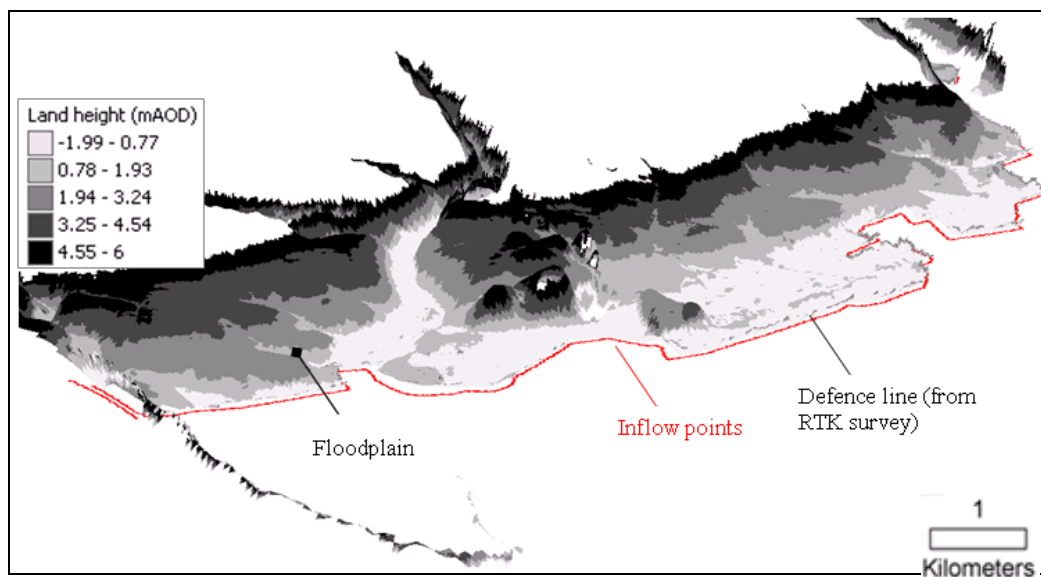 Land height (mAOD)
-1.99 - 0.77
0.78 - 1.93
1.94 - 3.24
3.25 - 4.54
4.55 - 6
Floodplain
Inflow points
Defence line (from
RTK survey)
1
Kilometers